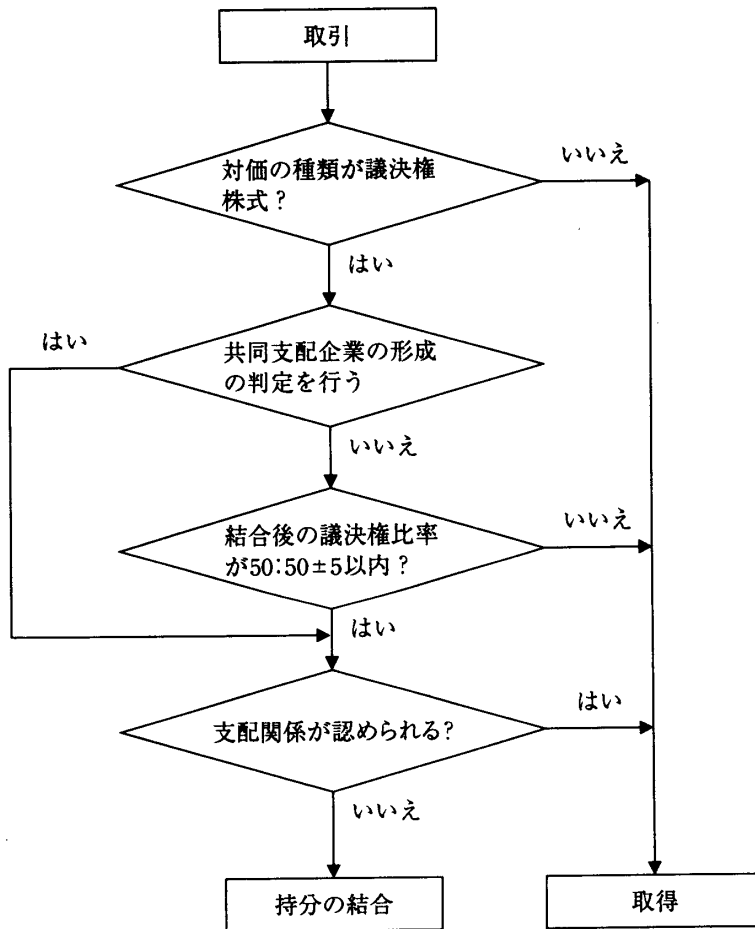 取引
対価の種類が議決権
株式？
いいえ
はい
共同支配企業の形成
の判定を行う
はい
いいえ
結合後の議決権比率
が50：50±5以内？
いいえ
はい
支配関係が認められる？
はい
いいえ
持分の結合
取得